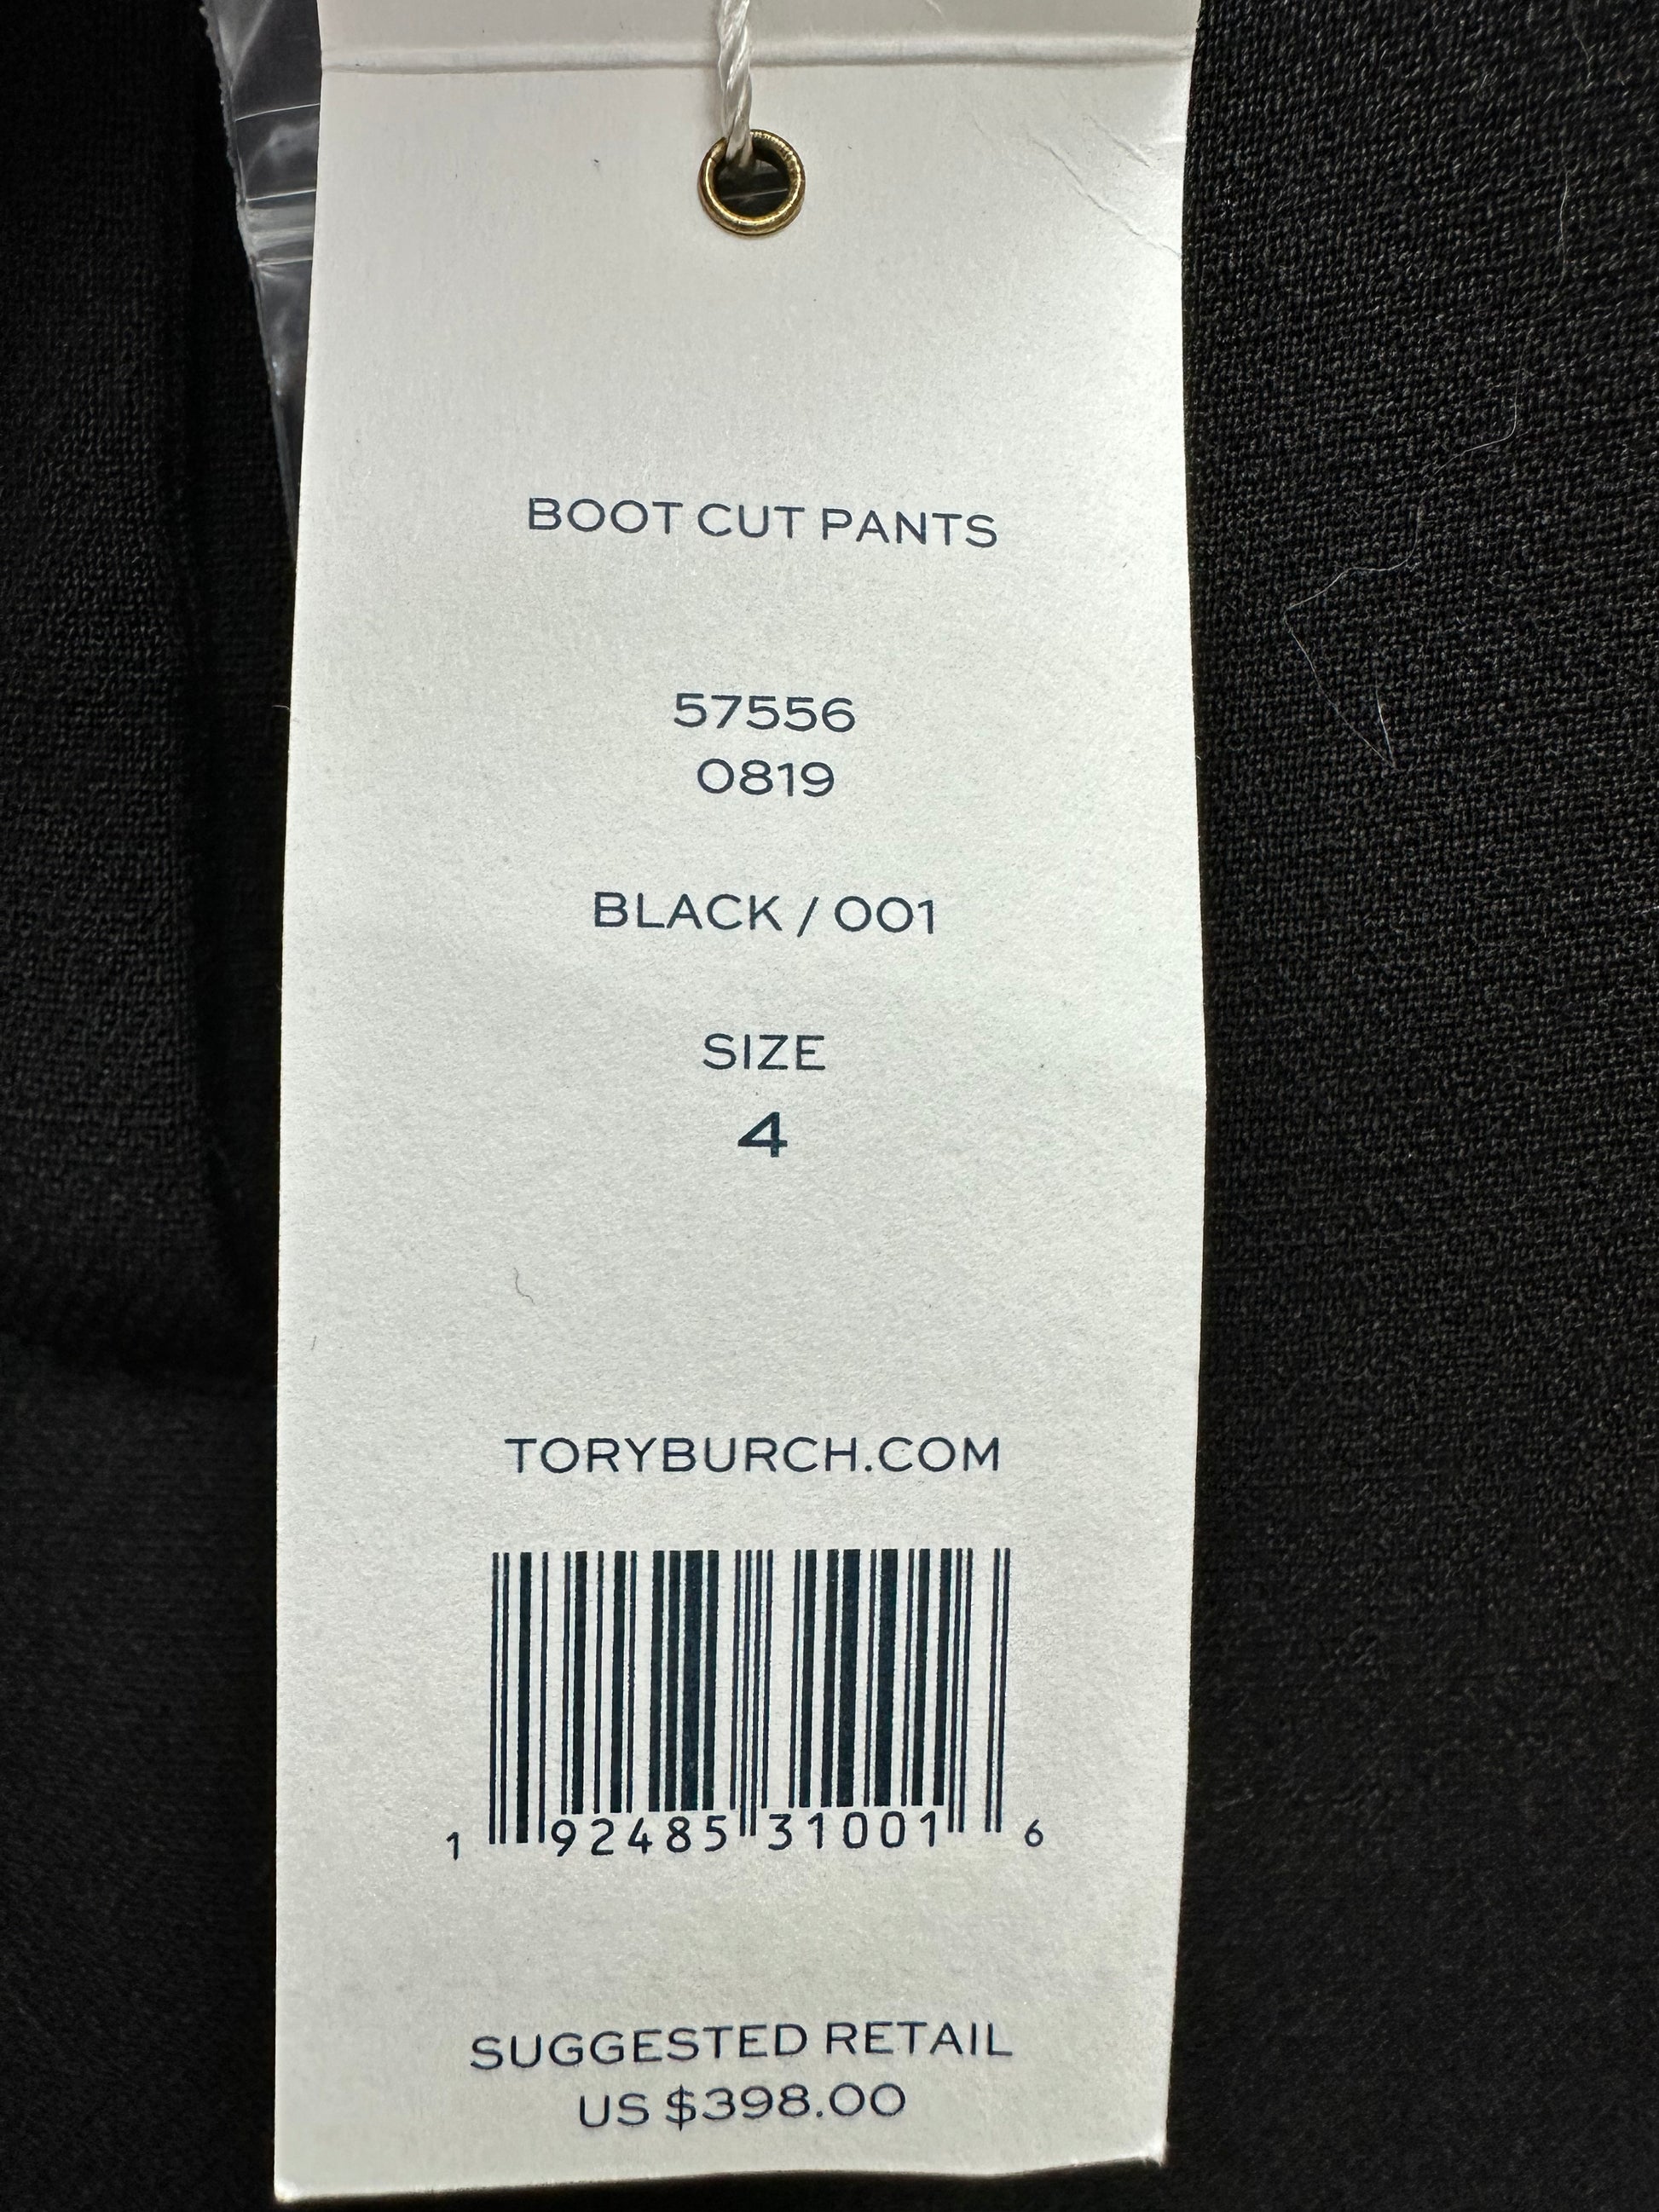 BOOT CUT PANTS
57556
0819
BLACK / 001
SIZE
4
TORYBURCH.COM
1 92485 31001 6
SUGGESTED RETAIL
US $398.00